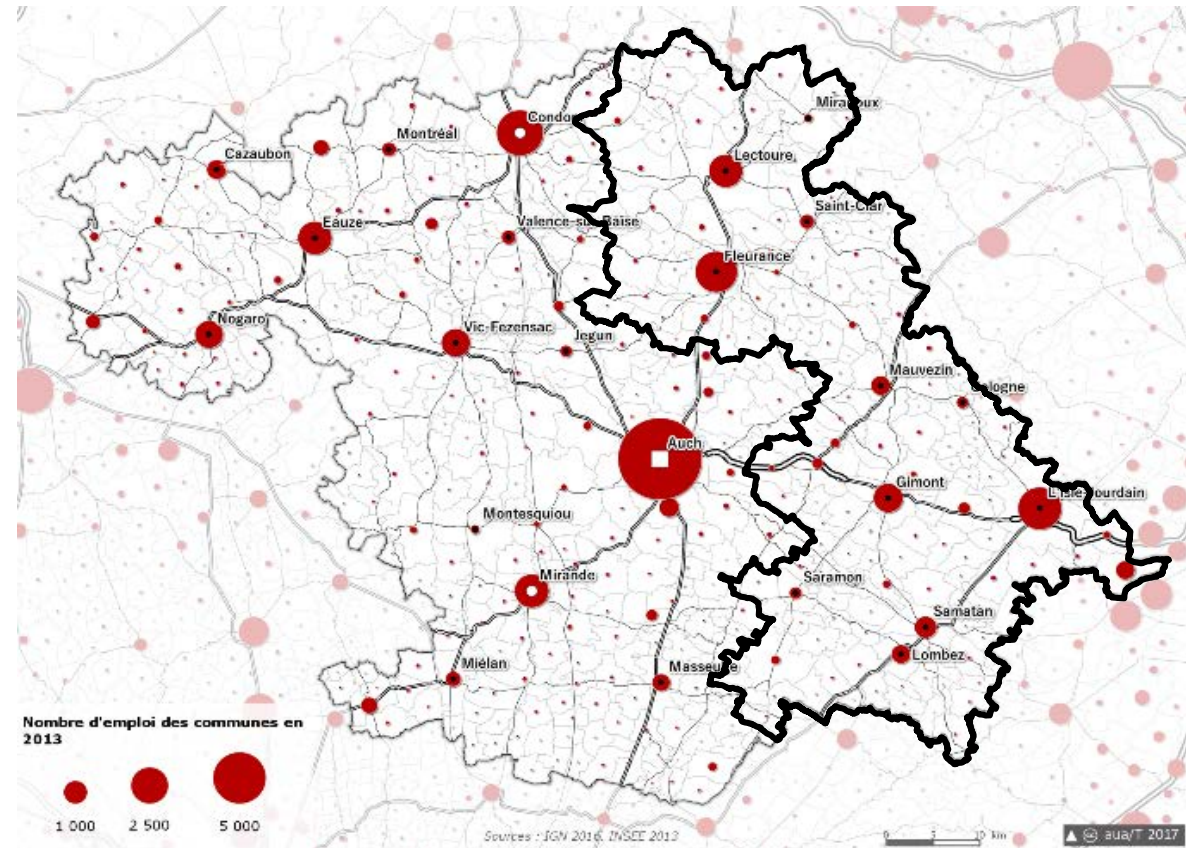 Miradoux
Condom
Montréal
Lectoure
Cazaubon
Saint-Clar
Valence-sur-Baïse
Eauze
Fleurance
Nogaro
Vic-Fezensac
Jegun
Mauvezin
Cologne
Auch
Gimont
L'Isle-Jourdain
Montesquiou
Mirande
Saramon
Samatan
Lombez
Miélan
Masseube
Nombre d'emploi des communes en
2013
1 000 2 500 5 000
Sources : IGN 2016, INSEE 2013
0 5 10 km
cc aua/T 2017